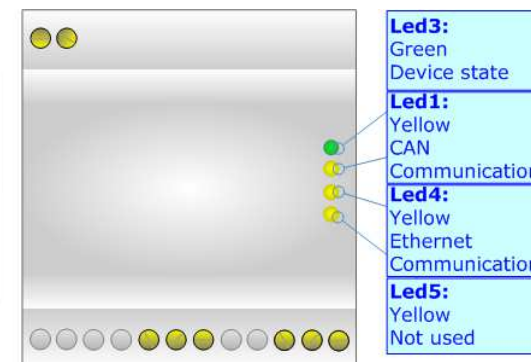 Led3:
Green
Device state
Led1:
Yellow
CAN
Communication
Led4:
Yellow
Ethernet
Communication
Led5:
Yellow
Not used